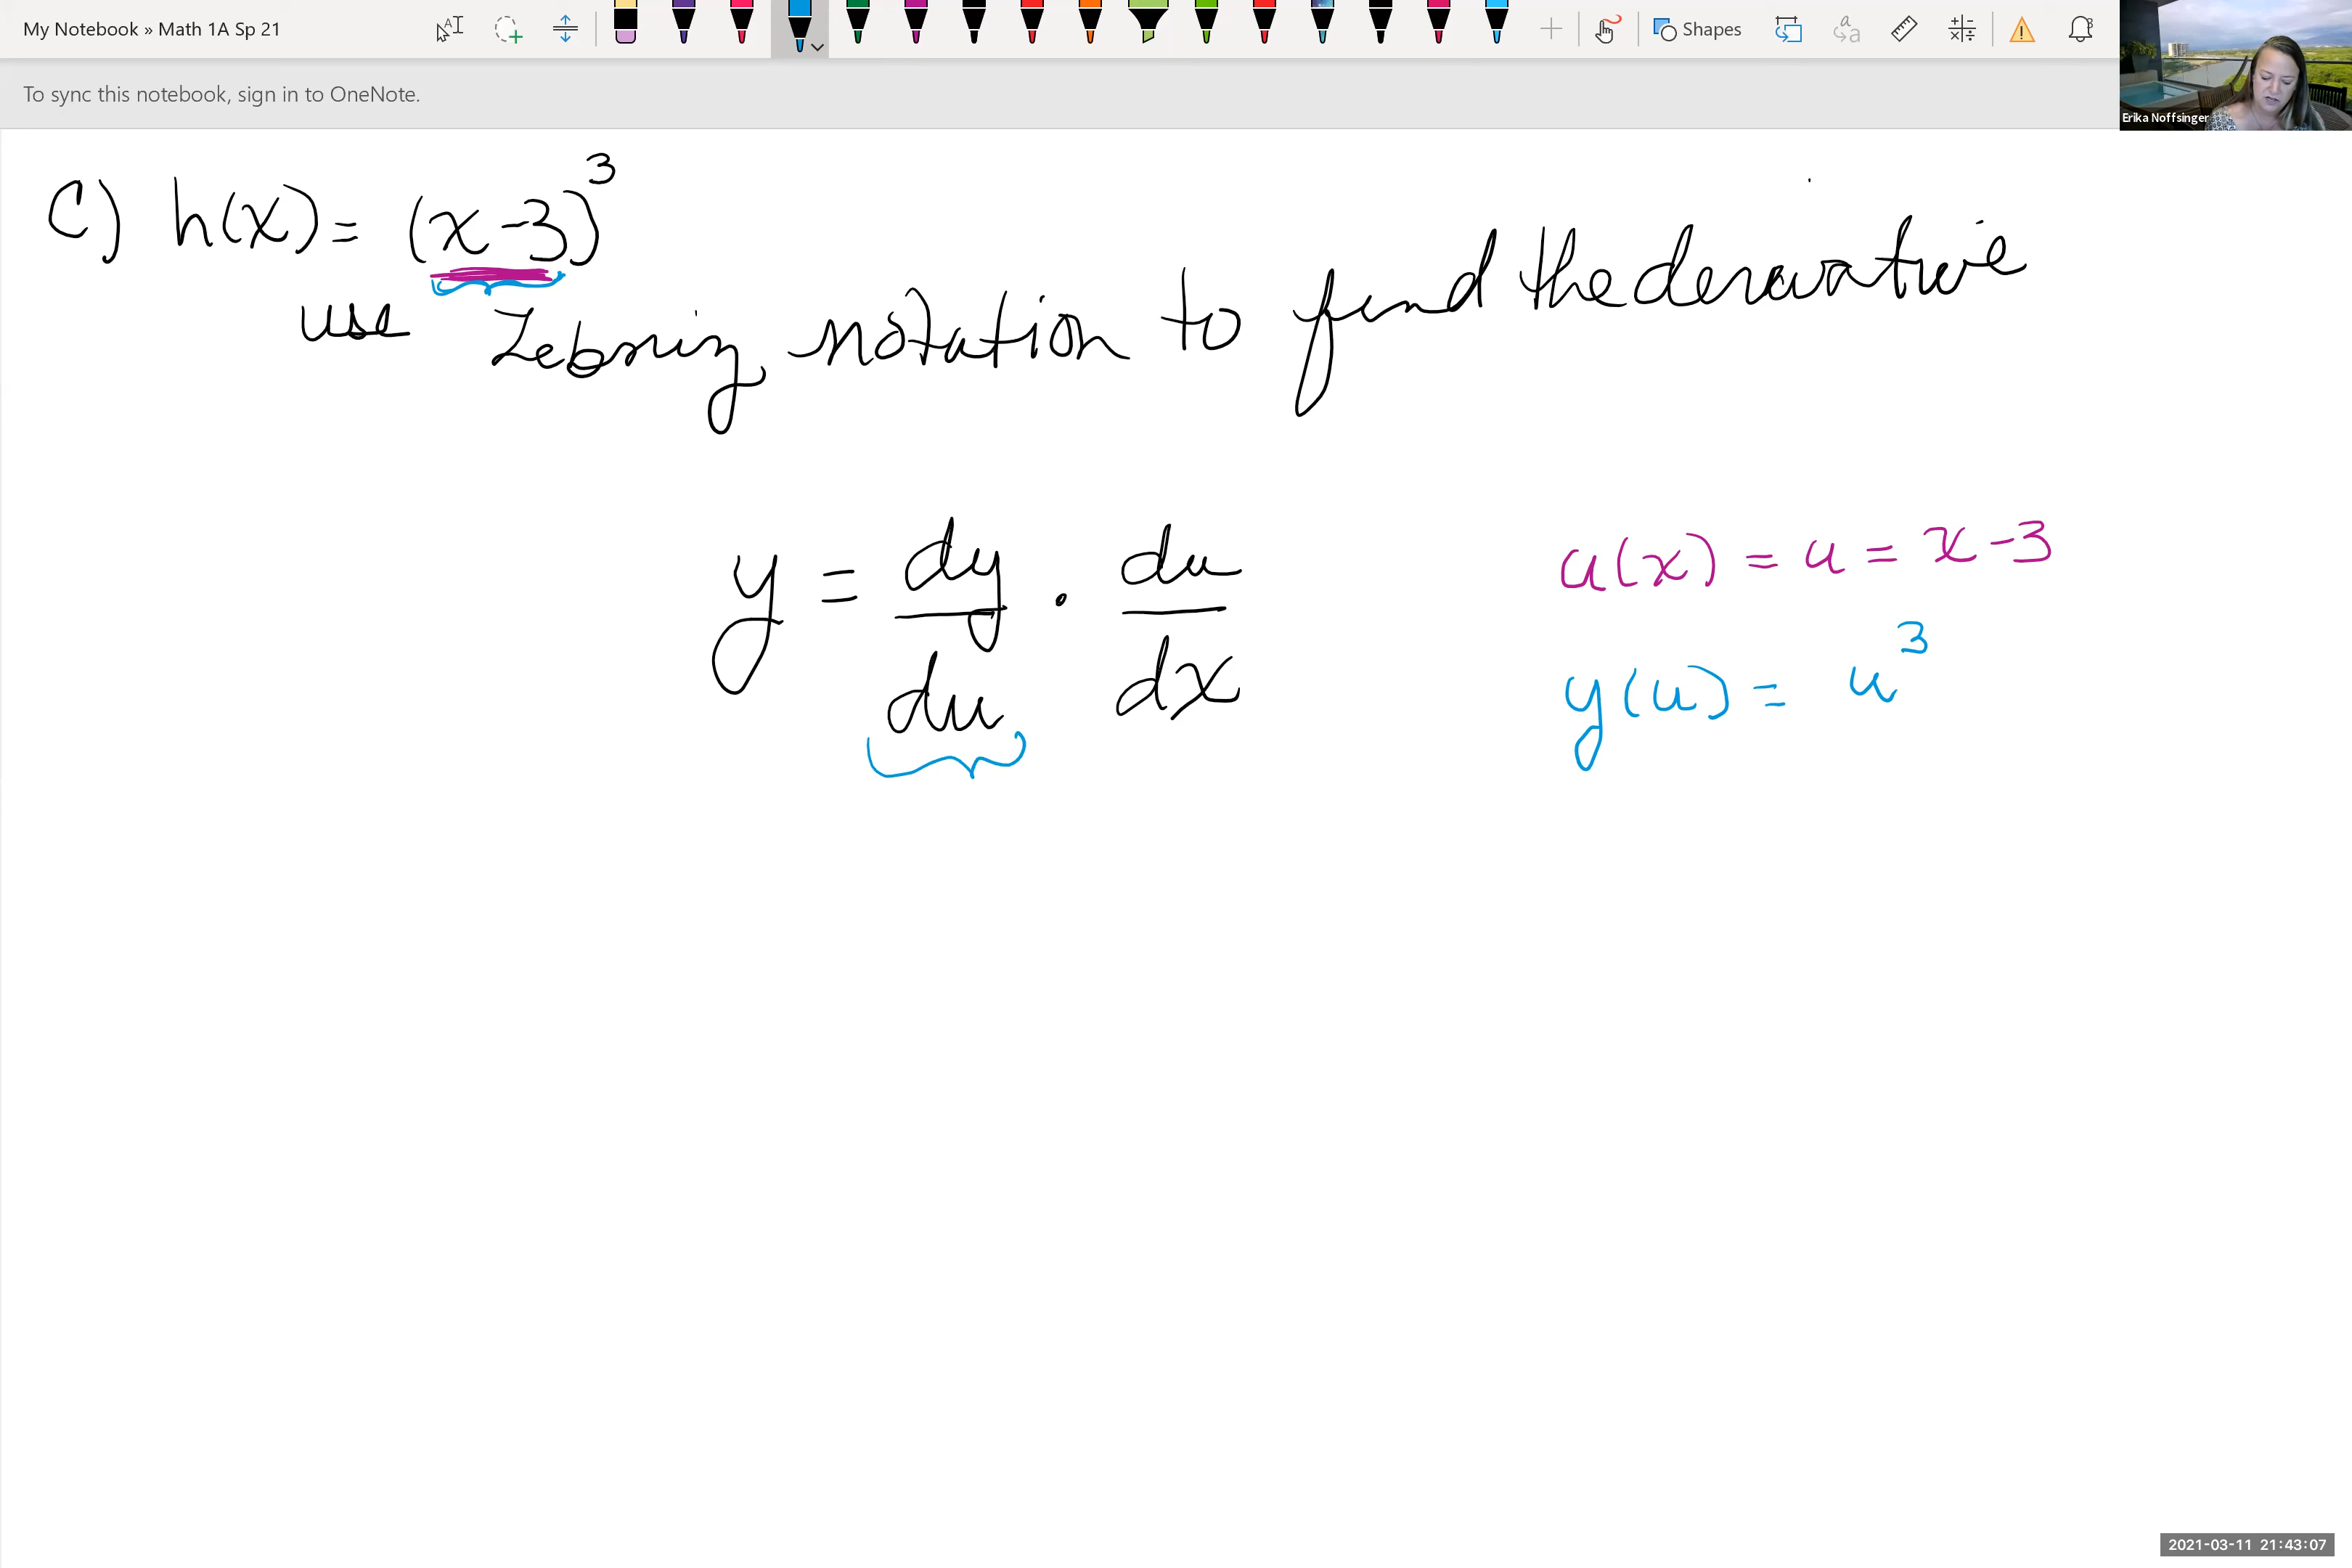 My Notebook » Math 1A Sp 21
Shapes
To sync this notebook, sign in to OneNote.
Erika Noffsinger
C) h(x) = (x-3)³
use Lebniz notation to find the derivative
y = dy/du · du/dx
u(x) = u = x-3
y(u) = u³
2021-03-11 21:43:07